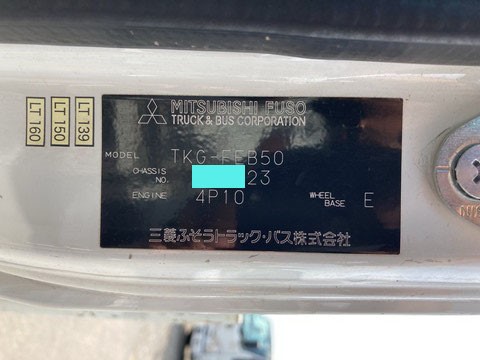 MITSUBISHI FUSO
TRUCK & BUS CORPORATION
MODEL TKG-FEB50
CHASSIS NO. 23
ENGINE 4P10 WHEEL BASE E
三菱ふそうトラック・バス株式会社
LT 139
LT 150
LT 160